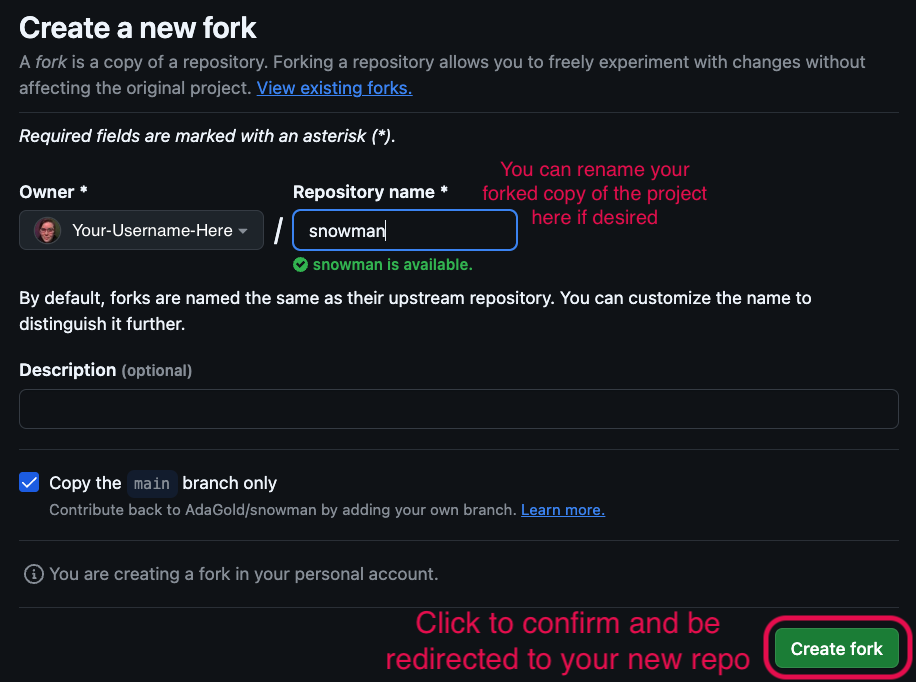 Create a new fork
A fork is a copy of a repository. Forking a repository allows you to freely experiment with changes without
affecting the original project. View existing forks.
Required fields are marked with an asterisk (*).
You can rename your
forked copy of the project
here if desired
Owner *
Repository name *
Your-Username-Here
/
snowman
snowman is available.
By default, forks are named the same as their upstream repository. You can customize the name to
distinguish it further.
Description (optional)
Copy the main branch only
Contribute back to AdaGold/snowman by adding your own branch. Learn more.
You are creating a fork in your personal account.
Click to confirm and be
redirected to your new repo
Create fork